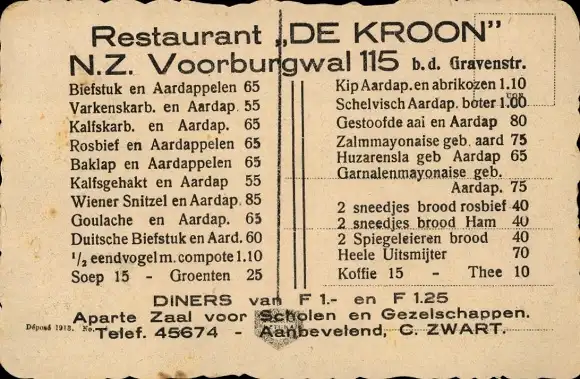 Restaurant „DE KROON"
N.Z. Voorburgwal 115 b.d. Gravenstr.
Biefstuk en Aardappelen 65
Varkenskarb. en Aardap. 55
Kalfskarb. en Aardap. 65
Rosbief en Aardappelen 65
Baklap en Aardappelen 65
Kalfsgehakt en Aardap 55
Wiener Snitzel en Aardap. 85
Goulache en Aardap. 65
Duitsche Biefstuk en Aard. 60
1/2 eendvogel m. compote 1.10
Soep 15 - Groenten 25
Kip Aardap. en abrikozen 1.10
Schelvisch Aardap. boter 1.00
Gestoofde aal en Aardap 80
Zalmmayonaise geb. aard 75
Huzarensla geb Aardap 65
Garnalenmayonaise geb.
Aardap. 75
2 sneedjes brood rosbief 40
2 sneedjes brood Ham 40
2 Spiegeleieren brood 40
Heele Uitsmijter 70
Koffie 15 - Thee 10
DINERS van F 1.- en F 1.25
Aparte Zaal voor Scholen en Gezelschappen.
Déposé 1918. No.
Telef. 45674 - Aanbevelend, C. ZWART.